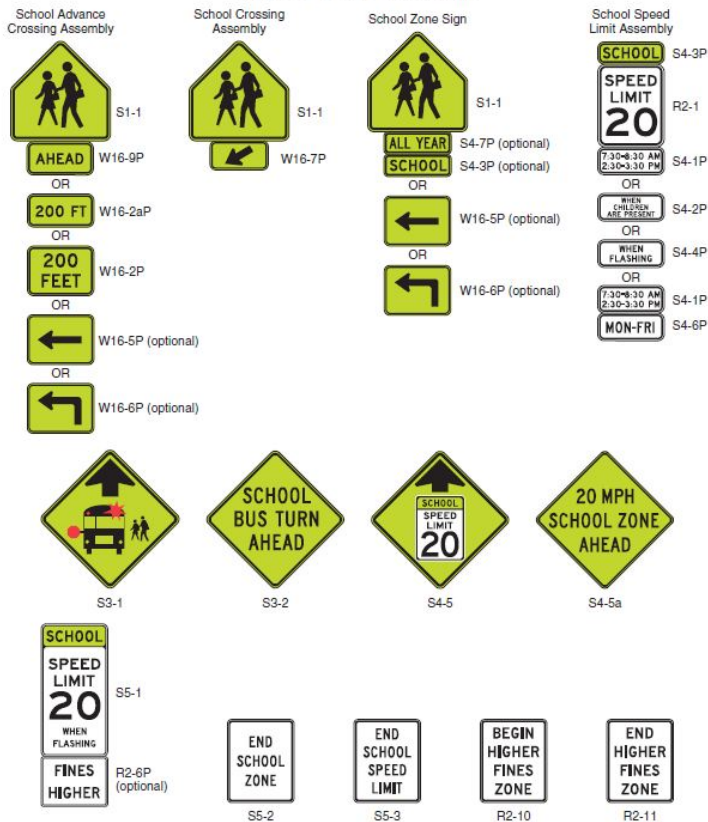 School Advance
Crossing Assembly
S1-1
AHEAD W16-9P
OR
200 FT W16-2aP
OR
200
FEET
W16-2P
OR
W16-5P (optional)
OR
W16-6P (optional)
School Crossing
Assembly
S1-1
W16-7P
School Zone Sign
S1-1
ALL YEAR S4-7P (optional)
SCHOOL S4-3P (optional)
OR
W16-5P (optional)
OR
W16-6P (optional)
School Speed
Limit Assembly
SCHOOL S4-3P
SPEED
LIMIT
20
R2-1
7:30-8:30 AM
2:30-3:30 PM
S4-1P
OR
WHEN
CHILDREN
ARE PRESENT
S4-2P
OR
WHEN
FLASHING
S4-4P
OR
7:30-8:30 AM
2:30-3:30 PM
S4-1P
MON-FRI S4-6P
S3-1
SCHOOL
BUS TURN
AHEAD
S3-2
SCHOOL
SPEED
LIMIT
20
S4-5
20 MPH
SCHOOL ZONE
AHEAD
S4-5a
SCHOOL
SPEED
LIMIT
20
WHEN
FLASHING
S5-1
FINES
HIGHER
R2-6P
(optional)
END
SCHOOL
ZONE
S5-2
END
SCHOOL
SPEED
LIMIT
S5-3
BEGIN
HIGHER
FINES
ZONE
R2-10
END
HIGHER
FINES
ZONE
R2-11